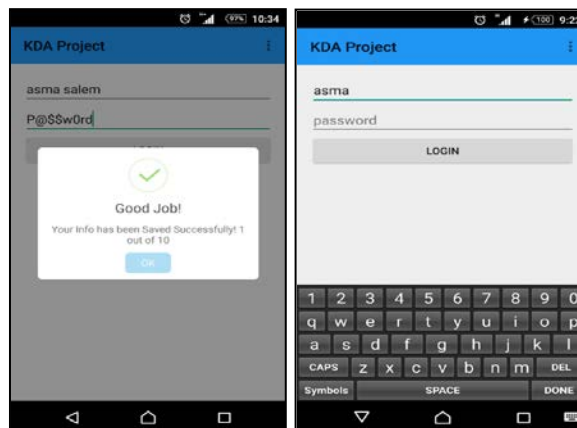 97% 10:34
KDA Project
asma salem
P@$$w0rd
Good Job!
Your Info has been Saved Successfully! 1
out of 10
OK
100
KDA Project
asma
password
LOGIN
1 2 3 4 5 6 7 8 9 0
q w e r t y u i o p
a s d f g h j k l
CAPS z x c v b n m DEL
Symbols SPACE DONE